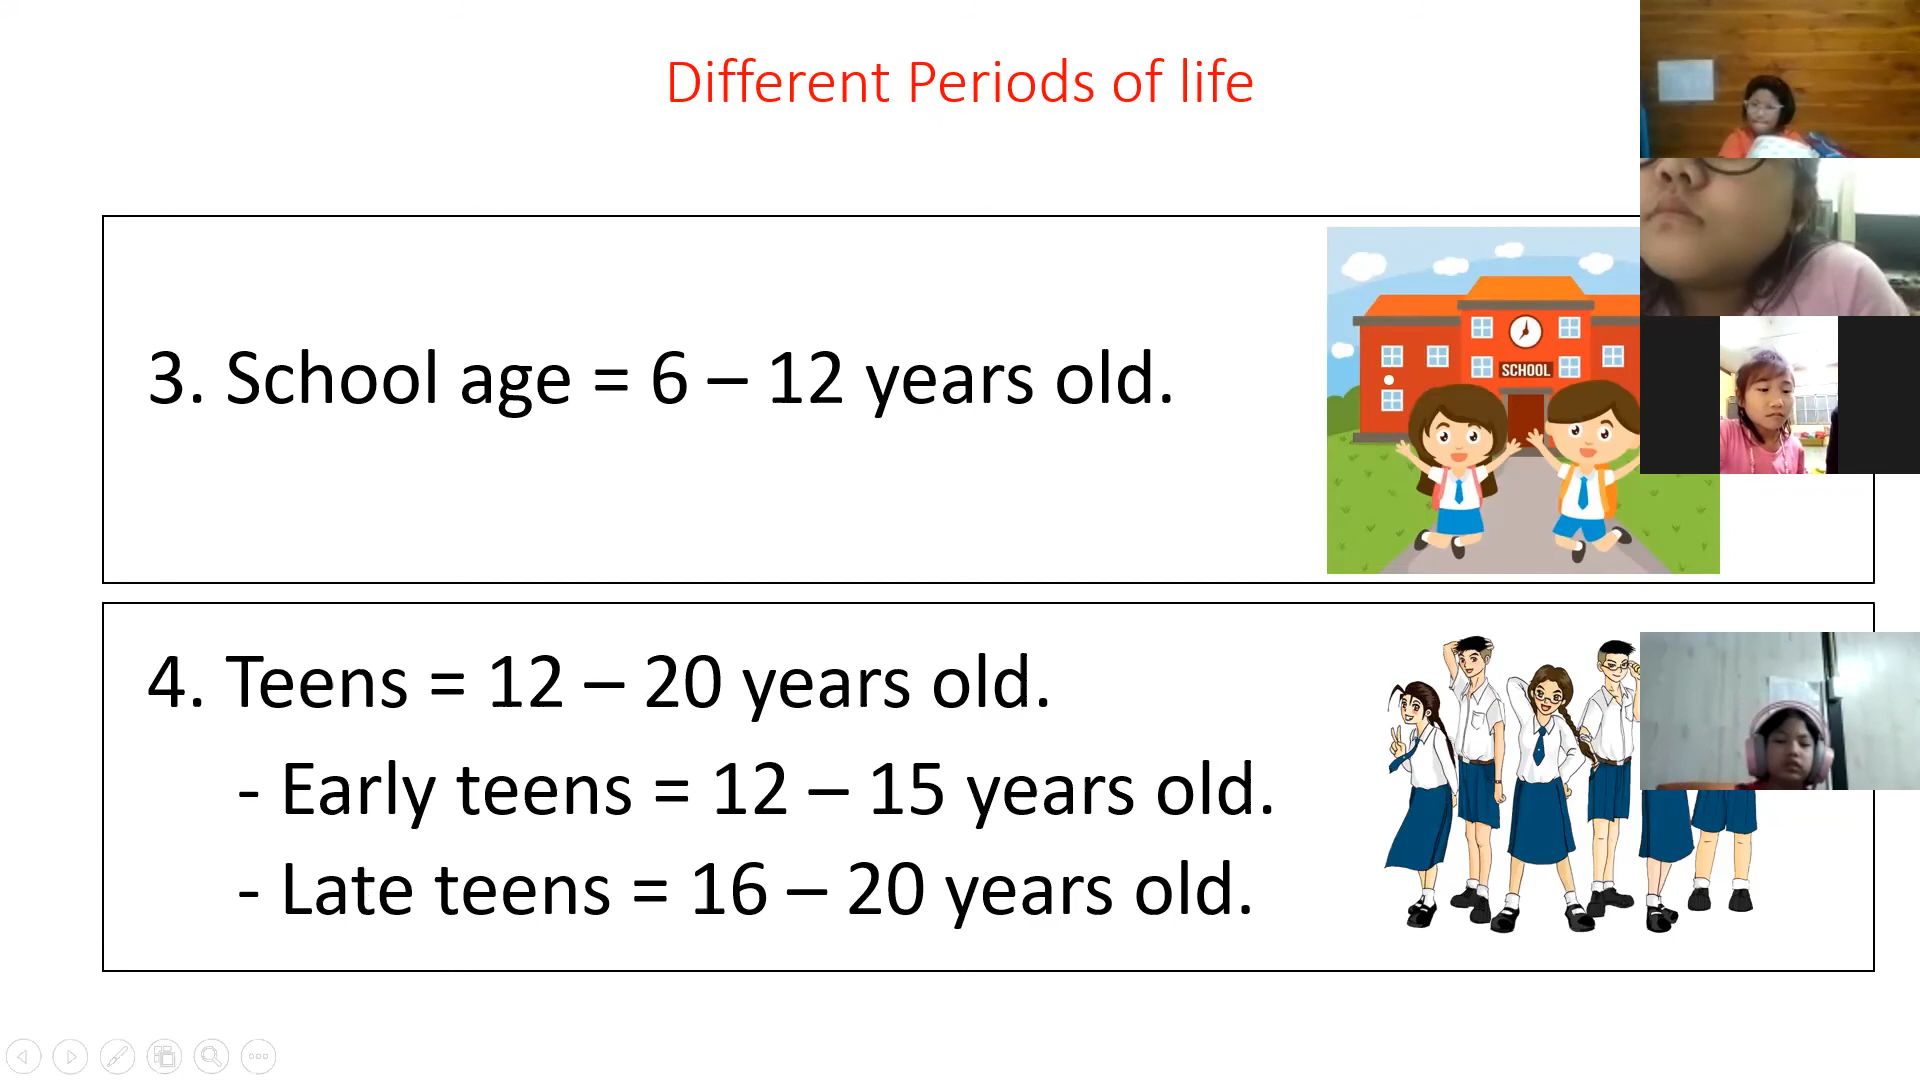 Different Periods of life
3. School age = 6 – 12 years old.
SCHOOL
4. Teens = 12 – 20 years old.
- Early teens = 12 – 15 years old.
- Late teens = 16 – 20 years old.